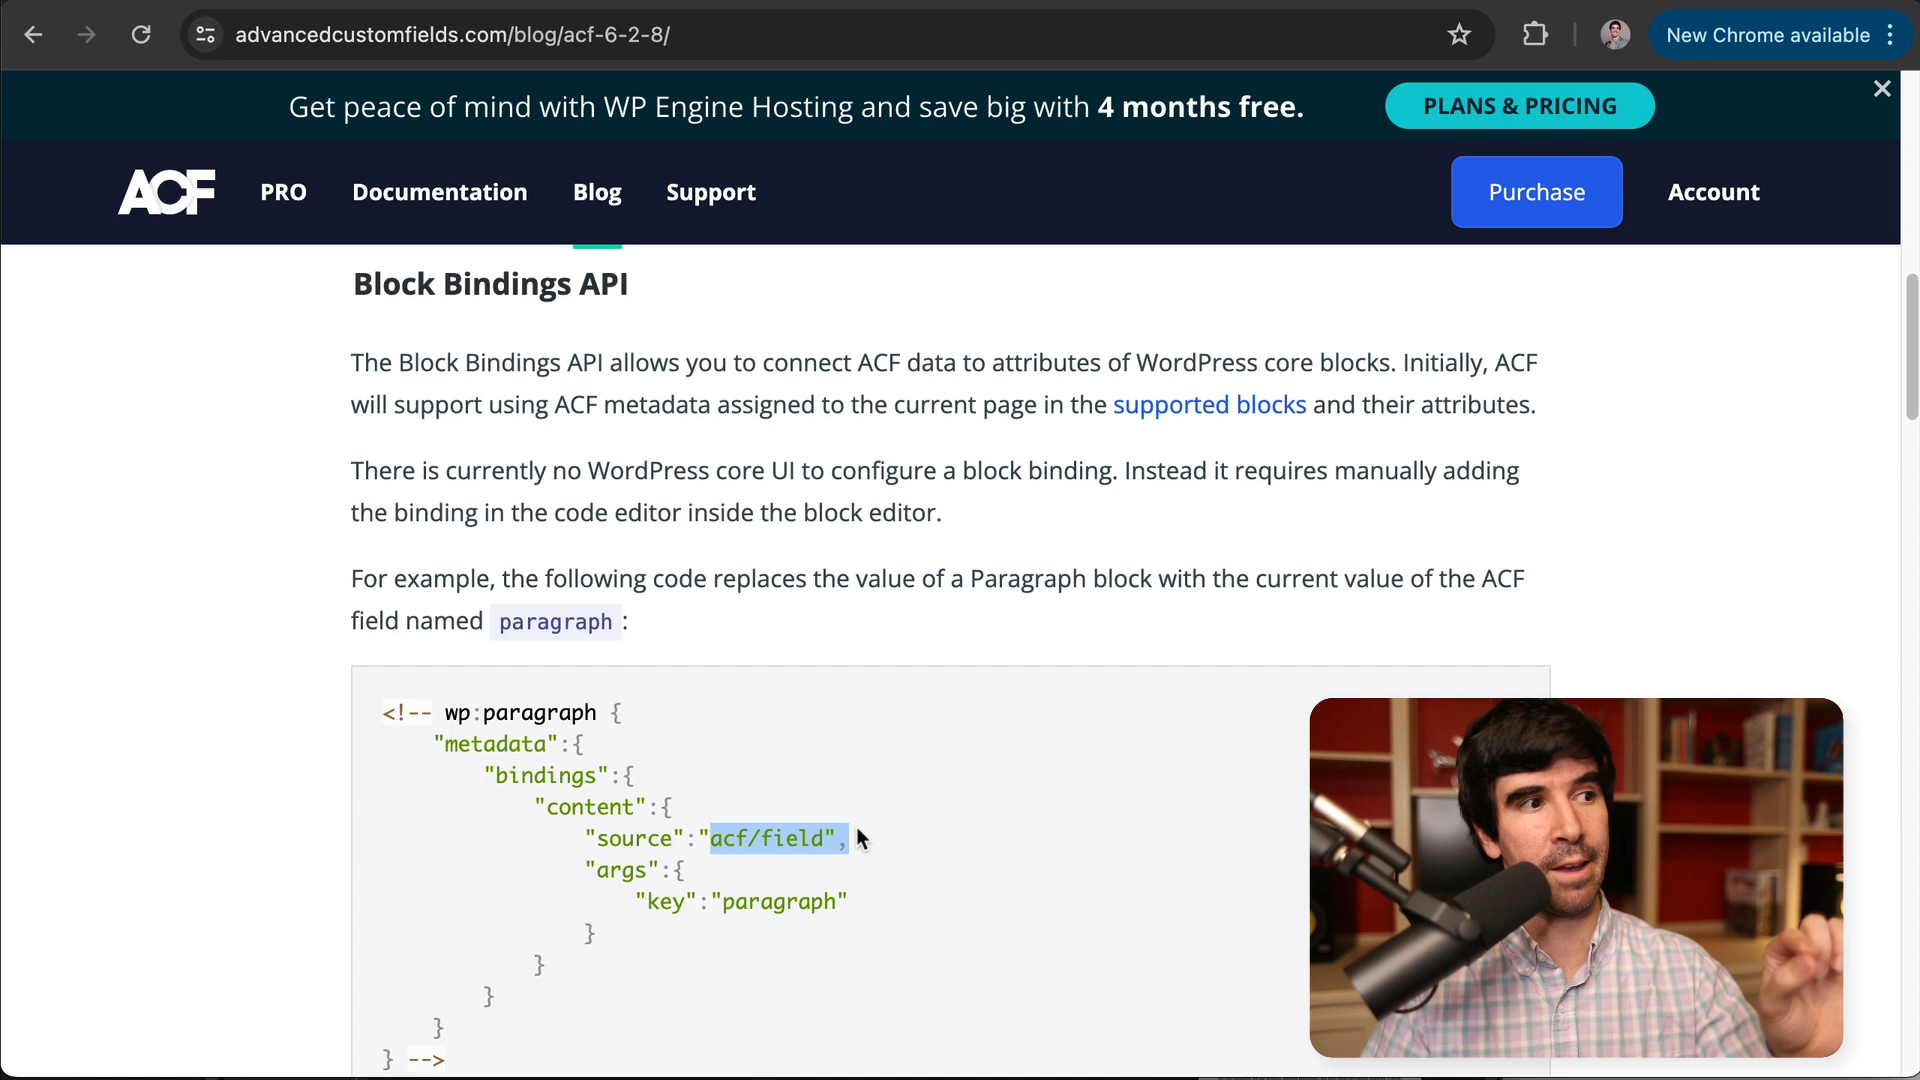 advancedcustomfields.com/blog/acf-6-2-8/
New Chrome available
Get peace of mind with WP Engine Hosting and save big with 4 months free.
PLANS & PRICING
ACF
PRO
Documentation
Blog
Support
Purchase
Account
Block Bindings API
The Block Bindings API allows you to connect ACF data to attributes of WordPress core blocks. Initially, ACF
will support using ACF metadata assigned to the current page in the supported blocks and their attributes.
There is currently no WordPress core UI to configure a block binding. Instead it requires manually adding
the binding in the code editor inside the block editor.
For example, the following code replaces the value of a Paragraph block with the current value of the ACF
field named paragraph :
<!-- wp:paragraph {
"metadata":{
"bindings":{
"content":{
"source":"acf/field",
"args":{
"key":"paragraph"
}
}
}
}
} -->